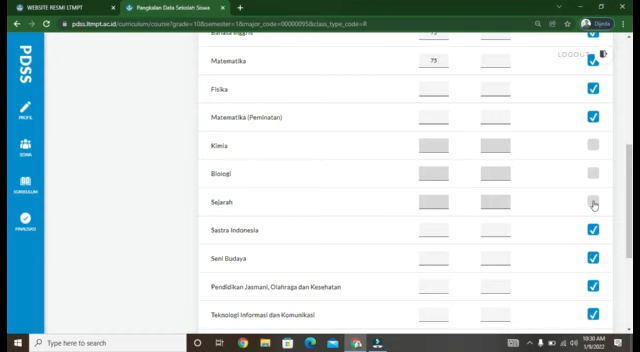 WEBSITE RESMI LTMPT
Pangkalan Data Sekolah Siswa
pdss.ltmpt.ac.id/curriculum/course?grade=10&semester=1&major_code=00000095&class_type_code=R
Dijeda
PDSS
LOGOUT
PROFIL
SISWA
KURIKULUM
FINALISASI
Bahasa Inggris 75
Matematika 75
Fisika
Matematika (Peminatan)
Kimia
Biologi
Sejarah
Sastra Indonesia
Seni Budaya
Pendidikan Jasmani, Olahraga dan Kesehatan
Teknologi Informasi dan Komunikasi
Type here to search
10:30 AM
1/9/2022